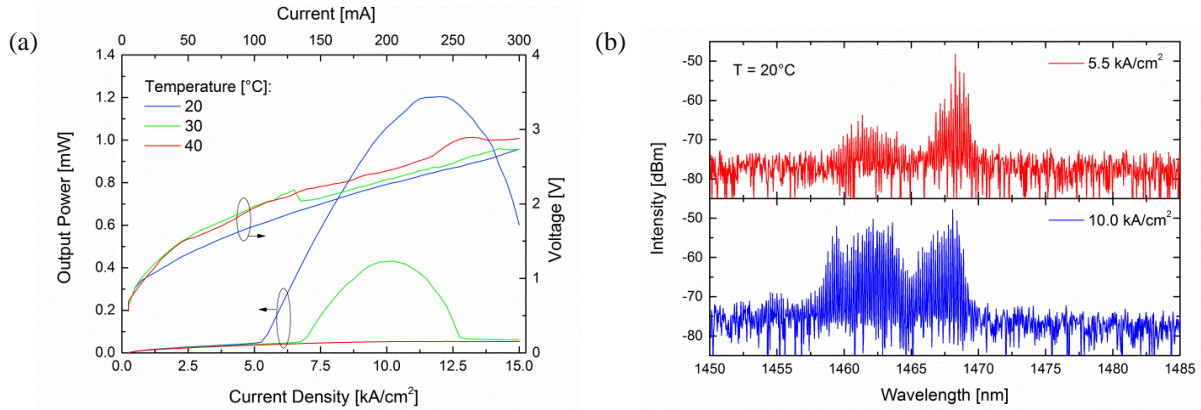 (a)
Current [mA]
0 50 100 150 200 250 300
Output Power [mW]
1.4
1.2
1.0
0.8
0.6
0.4
0.2
0.0
Temperature [°C]:
20
30
40
4
3
2
1
0
Voltage [V]
0.0 2.5 5.0 7.5 10.0 12.5 15.0
Current Density [kA/cm²]
(b)
Intensity [dBm]
-50
-60
-70
-80
T = 20°C
5.5 kA/cm²
-50
-60
-70
-80
10.0 kA/cm²
1450 1455 1460 1465 1470 1475 1480 1485
Wavelength [nm]